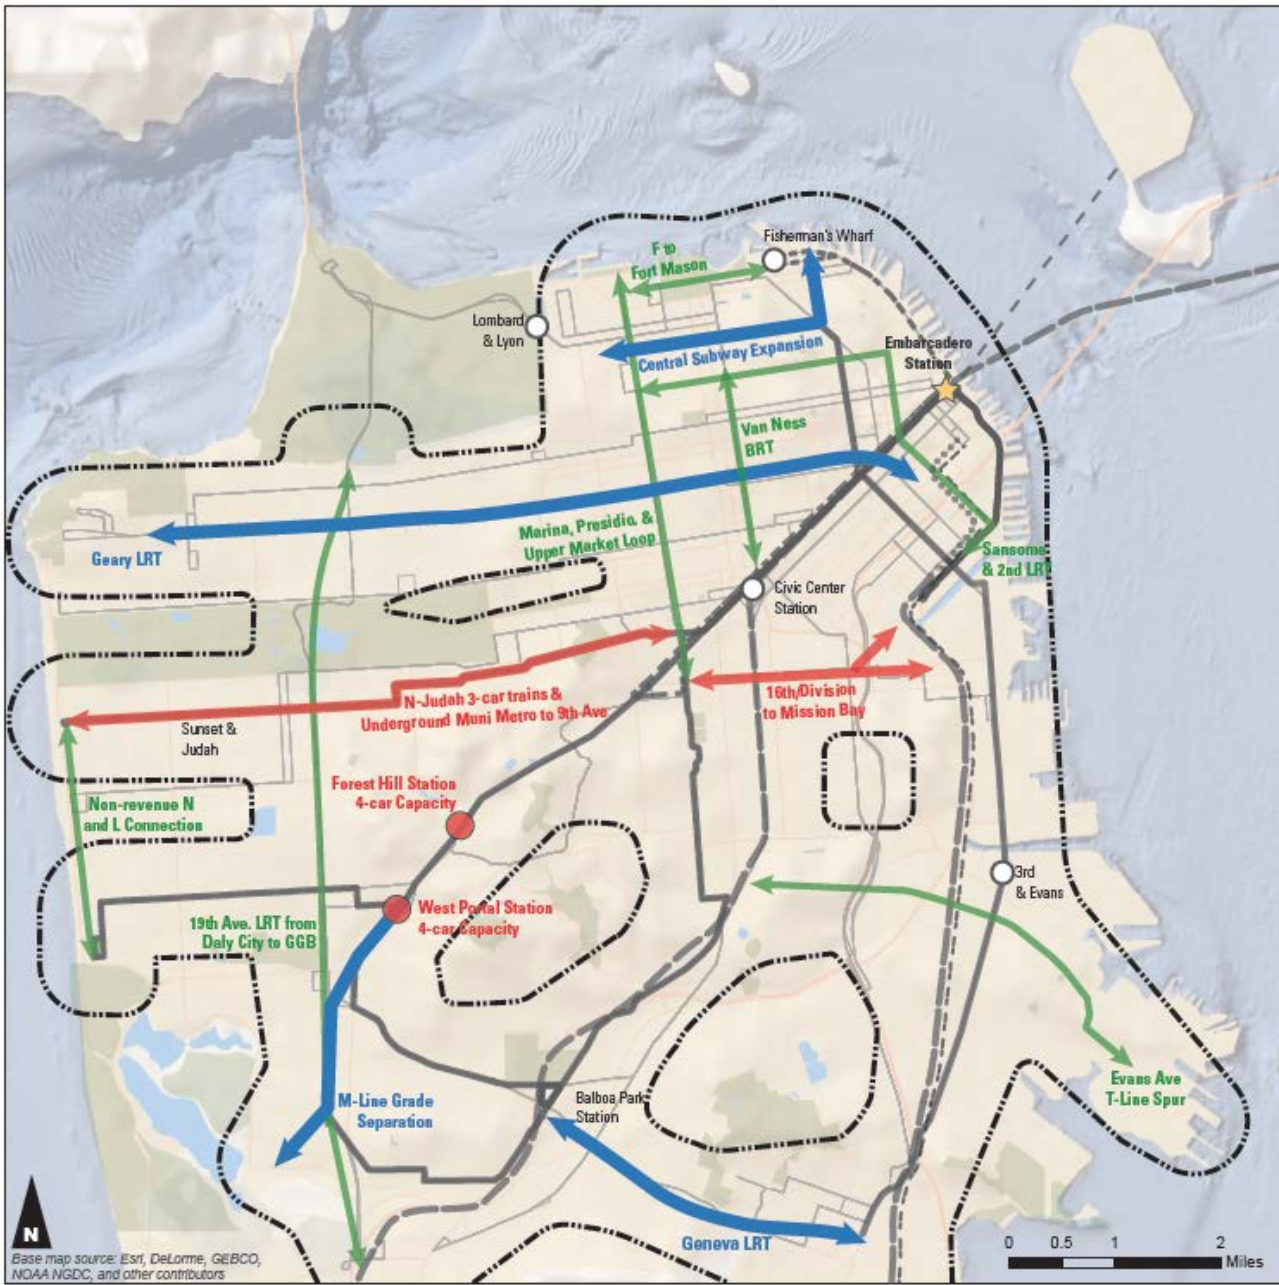 Fisherman's Wharf
F to
Fort Mason
Lombard
& Lyon
Central Subway Expansion
Embarcadero
Station
Van Ness
BRT
Marina, Presidio, &
Upper Market Loop
Geary LRT
Sansome
& 2nd LRT
Civic Center
Station
N-Judah 3-car trains &
Underground Muni Metro to 9th Ave
16th/Division
to Mission Bay
Sunset &
Judah
Forest Hill Station
4-car Capacity
Non-revenue N
and L Connection
3rd
& Evans
West Portal Station
4-car Capacity
19th Ave. LRT from
Daly City to GGB
Evans Ave
T-Line Spur
M-Line Grade
Separation
Balboa Park
Station
Geneva LRT
N
Base map source: Esri, DeLorme, GEBCO,
NOAA NGDC, and other contributors
0 0.5 1 2
Miles